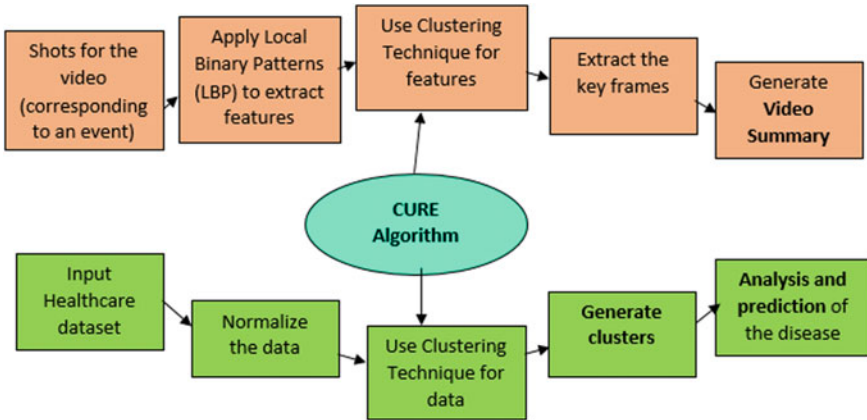 Shots for the
video
(corresponding
to an event)
Apply Local
Binary Patterns
(LBP) to extract
features
Use Clustering
Technique for
features
Extract the
key frames
Generate
Video
Summary
CURE
Algorithm
Input
Healthcare
dataset
Normalize
the data
Use Clustering
Technique for
data
Generate
clusters
Analysis and
prediction of
the disease